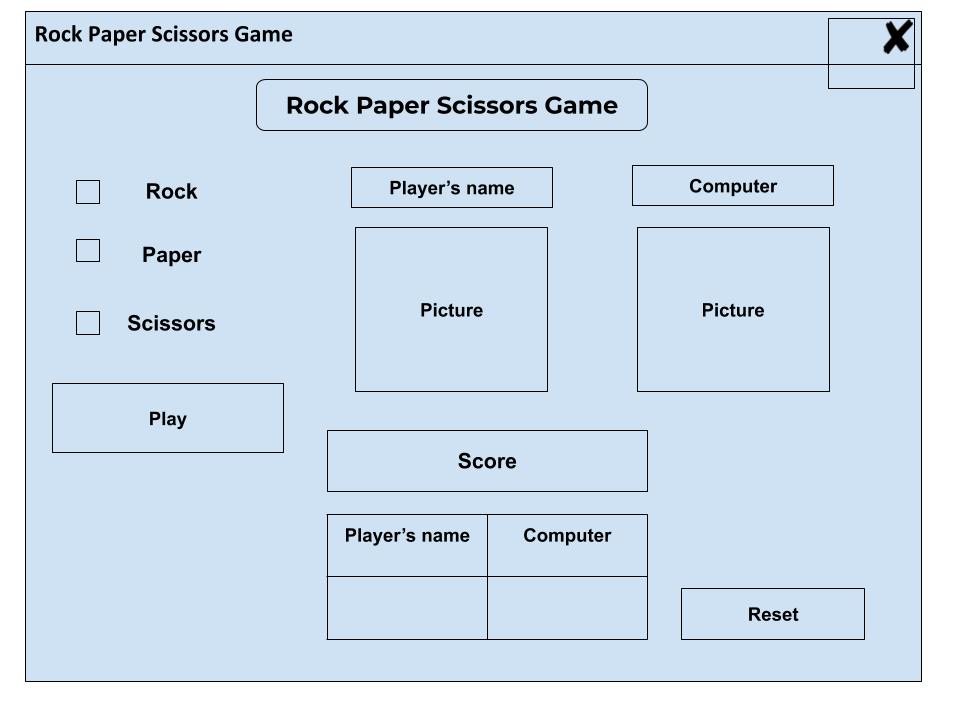 Rock Paper Scissors Game
Rock Paper Scissors Game
Rock
Paper
Scissors
Play
Player’s name
Computer
Picture
Picture
Score
Player’s name
Computer
Reset